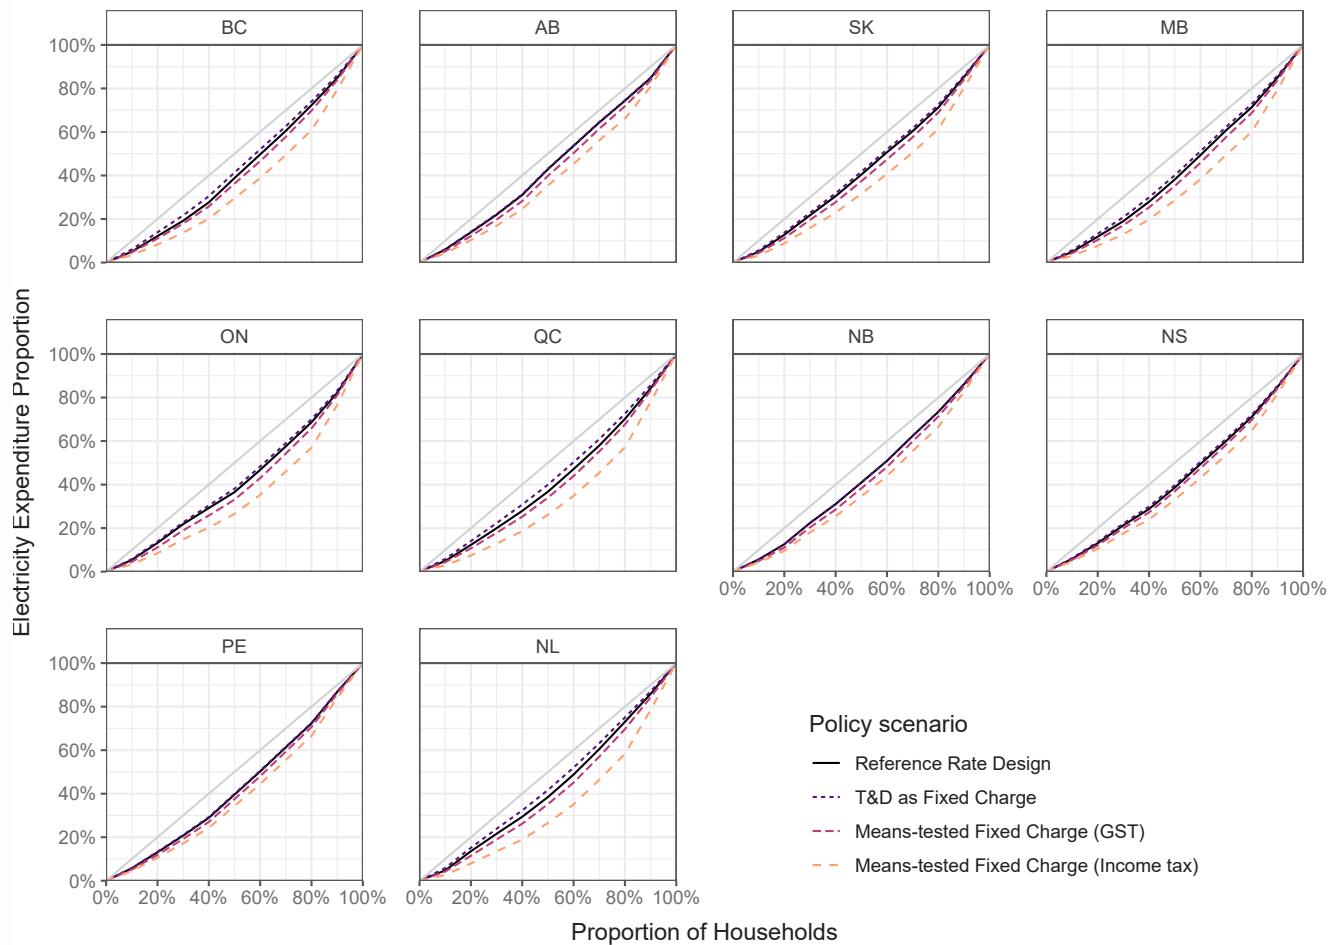 BC AB SK MB
100%
80%
60%
40%
20%
0%
ON QC NB NS
100%
80%
60%
40%
20%
0%
0% 20% 40% 60% 80% 100% 0% 20% 40% 60% 80% 100%
Electricity Expenditure Proportion
PE NL
100%
80%
60%
40%
20%
0%
0% 20% 40% 60% 80% 100% 0% 20% 40% 60% 80% 100%
Policy scenario
Reference Rate Design
T&D as Fixed Charge
Means-tested Fixed Charge (GST)
Means-tested Fixed Charge (Income tax)
Proportion of Households